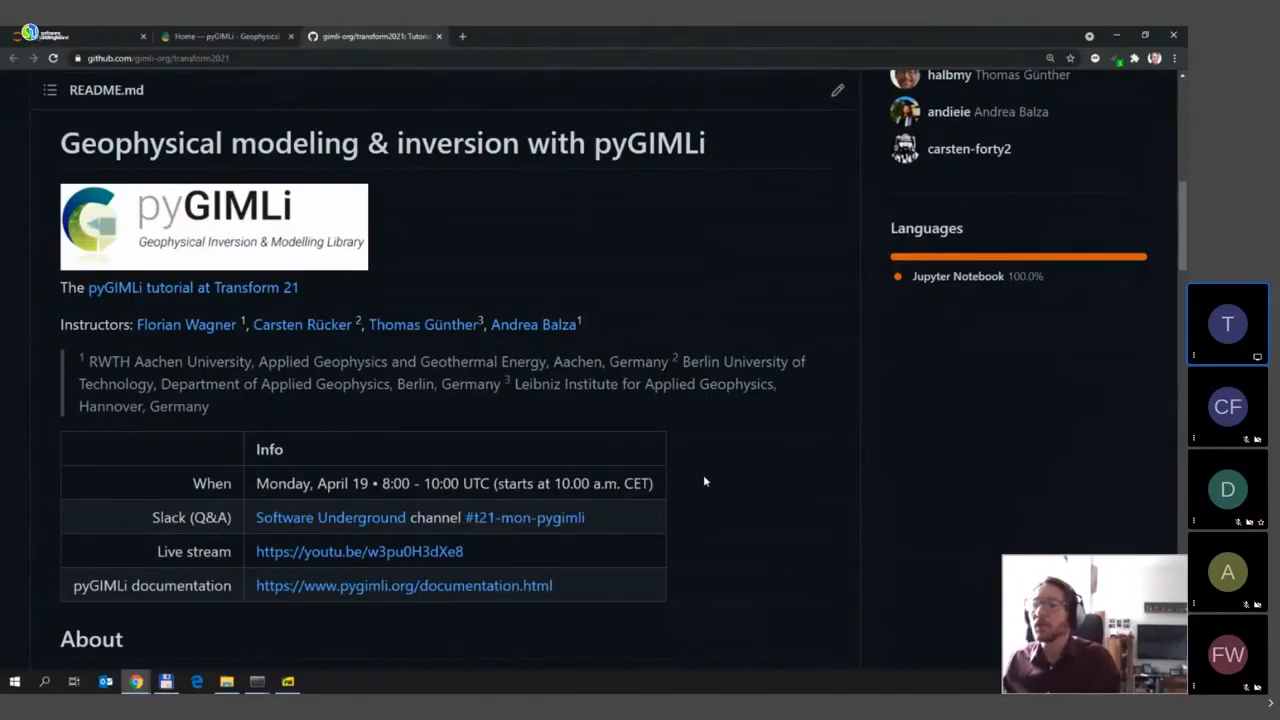 software
underground
Home — pyGIMLi - Geophysical
gimli-org/transform2021: Tutori
github.com/gimli-org/transform2021
README.md
Geophysical modeling & inversion with pyGIMLi
pyGIMLi
Geophysical Inversion & Modelling Library
The pyGIMLi tutorial at Transform 21
Instructors: Florian Wagner 1, Carsten Rücker 2, Thomas Günther3, Andrea Balza1
1 RWTH Aachen University, Applied Geophysics and Geothermal Energy, Aachen, Germany 2 Berlin University of
Technology, Department of Applied Geophysics, Berlin, Germany 3 Leibniz Institute for Applied Geophysics,
Hannover, Germany
Info
When Monday, April 19 • 8:00 - 10:00 UTC (starts at 10.00 a.m. CET)
Slack (Q&A) Software Underground channel #t21-mon-pygimli
Live stream https://youtu.be/w3pu0H3dXe8
pyGIMLi documentation https://www.pygimli.org/documentation.html
About
halbmy Thomas Günther
andieie Andrea Balza
carsten-forty2
Languages
Jupyter Notebook 100.0%
T
CF
D
A
FW